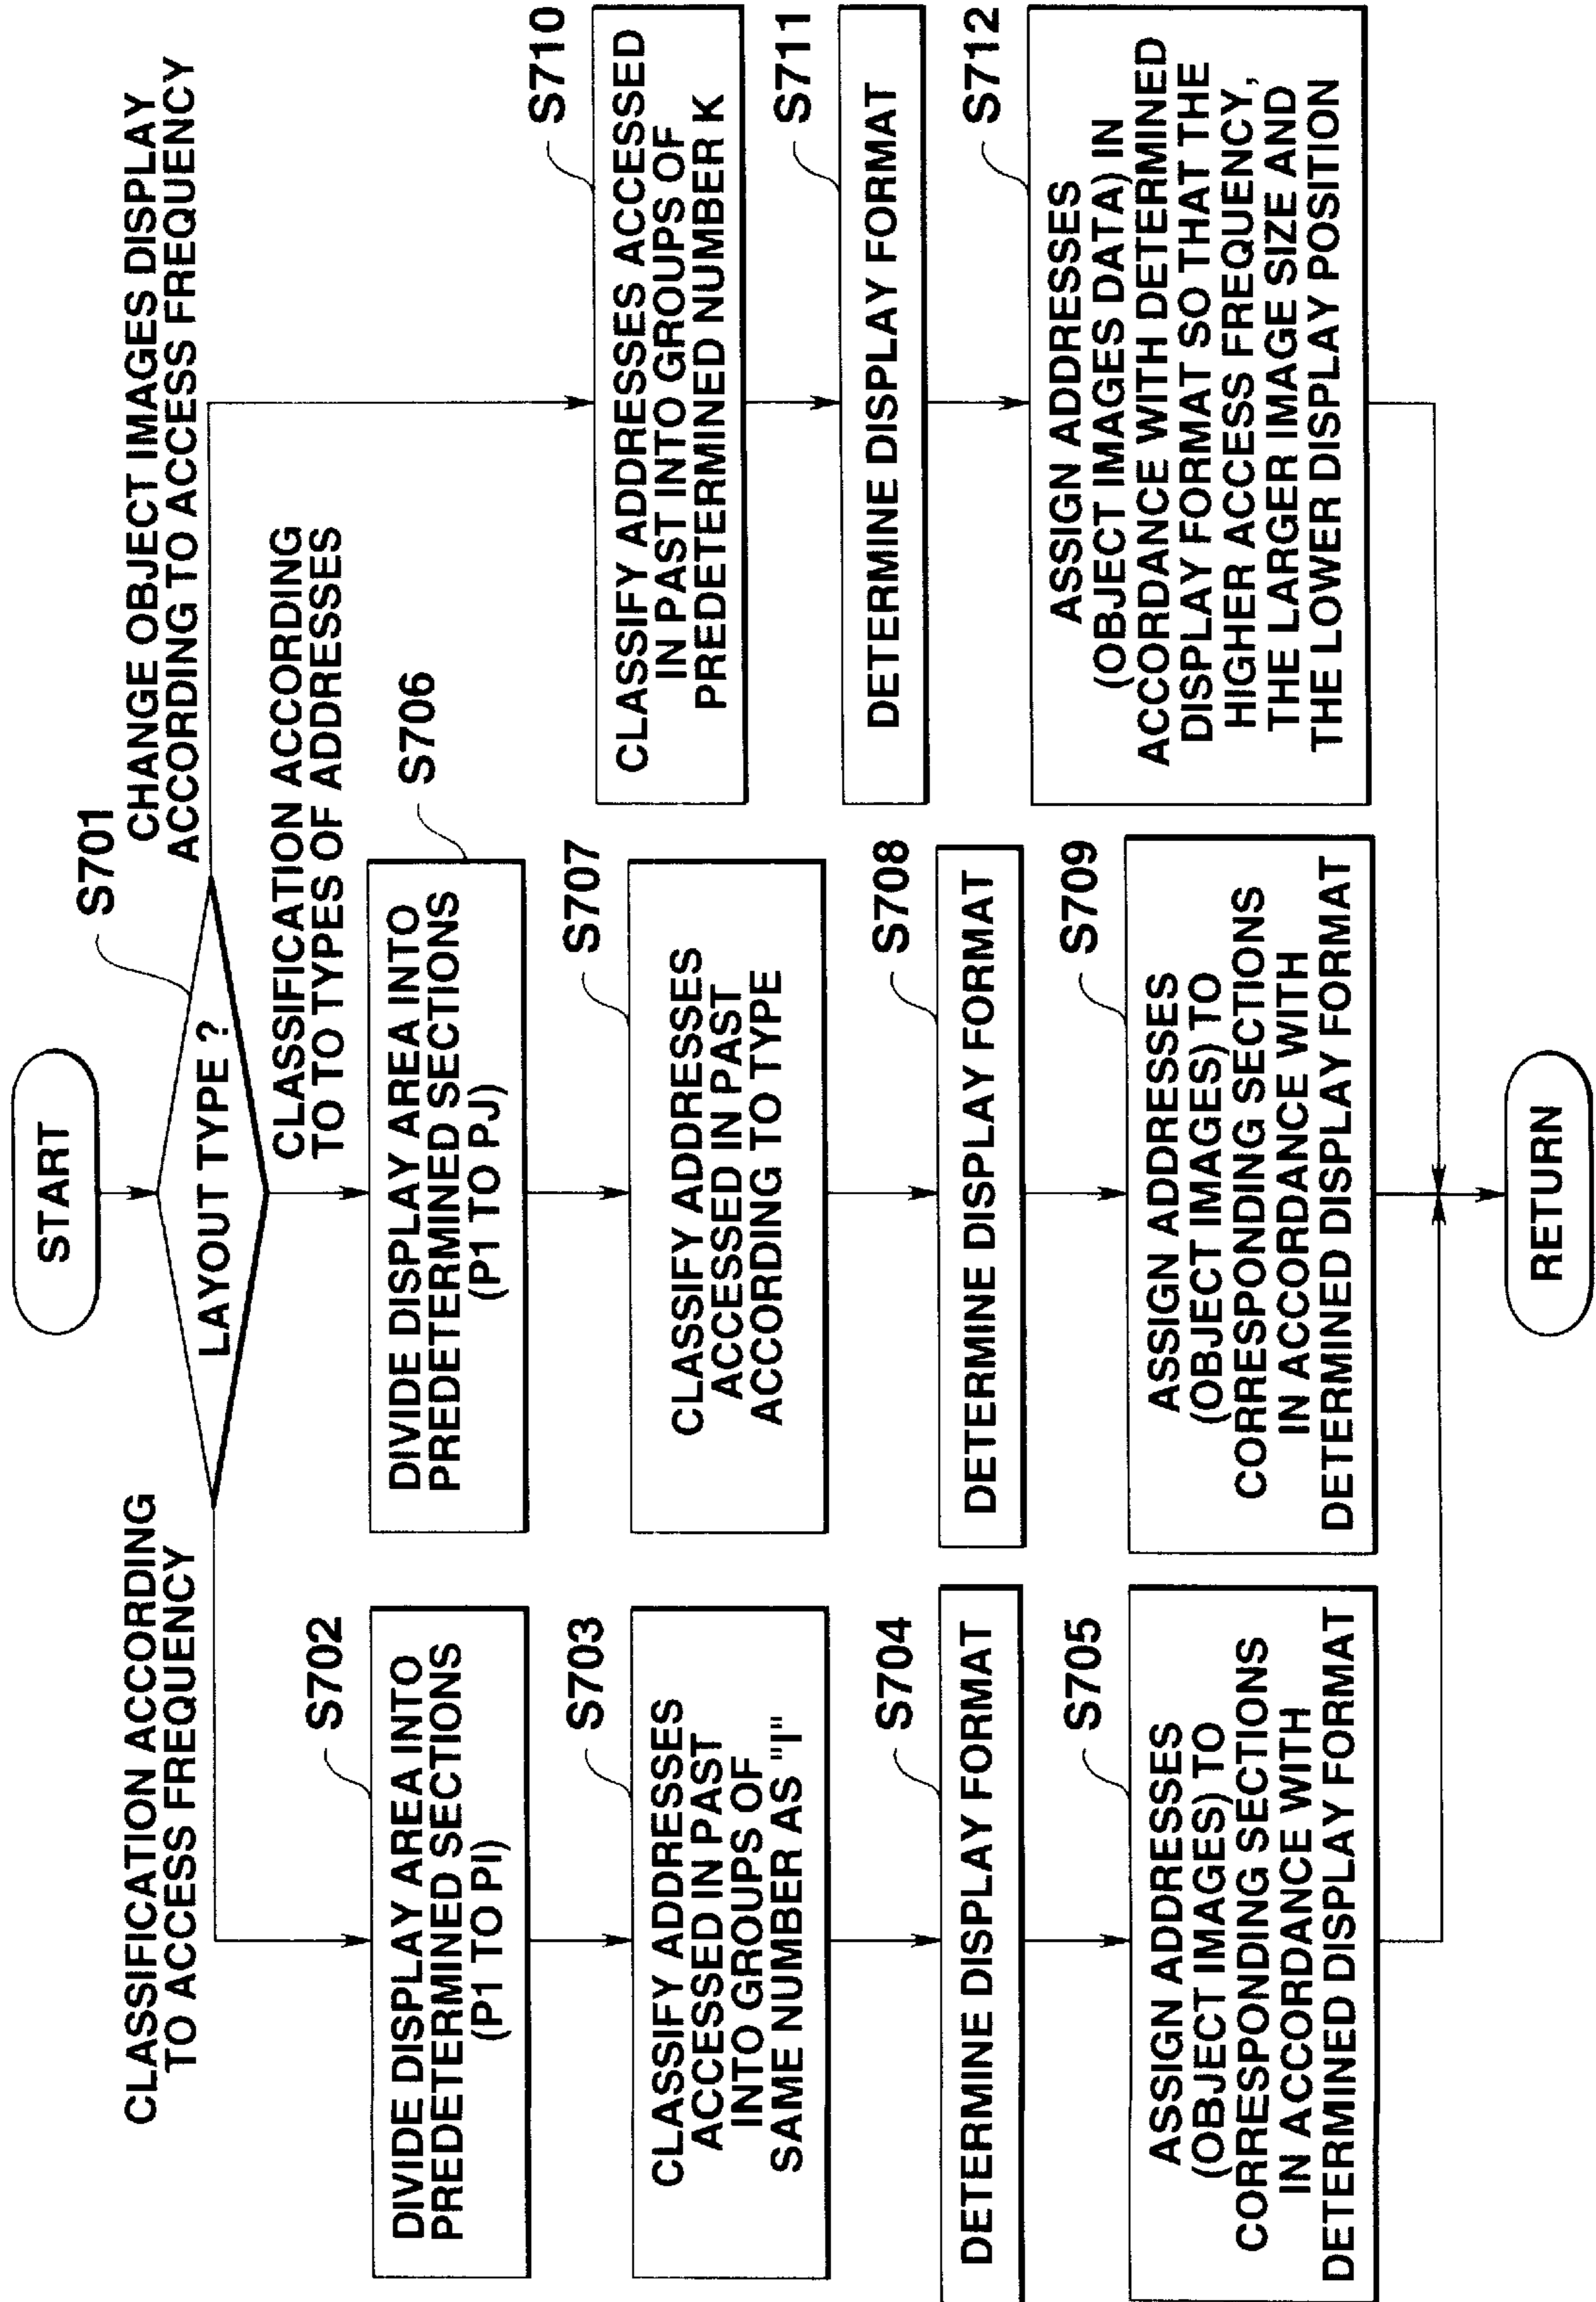 START
S701
LAYOUT TYPE ?
CLASSIFICATION ACCORDING
TO ACCESS FREQUENCY
S702
DIVIDE DISPLAY AREA INTO
PREDETERMINED SECTIONS
(P1 TO PI)
S703
CLASSIFY ADDRESSES
ACCESSED IN PAST
INTO GROUPS OF
SAME NUMBER AS "I"
S704
DETERMINE DISPLAY FORMAT
S705
ASSIGN ADDRESSES
(OBJECT IMAGES) TO
CORRESPONDING SECTIONS
IN ACCORDANCE WITH
DETERMINED DISPLAY FORMAT
CLASSIFICATION ACCORDING
TO TO TYPES OF ADDRESSES
S706
DIVIDE DISPLAY AREA INTO
PREDETERMINED SECTIONS
(P1 TO PJ)
S707
CLASSIFY ADDRESSES
ACCESSED IN PAST
ACCORDING TO TYPE
S708
DETERMINE DISPLAY FORMAT
S709
ASSIGN ADDRESSES
(OBJECT IMAGES) TO
CORRESPONDING SECTIONS
IN ACCORDANCE WITH
DETERMINED DISPLAY FORMAT
CHANGE OBJECT IMAGES DISPLAY
ACCORDING TO ACCESS FREQUENCY
S710
CLASSIFY ADDRESSES ACCESSED
IN PAST INTO GROUPS OF
PREDETERMINED NUMBER K
S711
DETERMINE DISPLAY FORMAT
S712
ASSIGN ADDRESSES
(OBJECT IMAGES DATA) IN
ACCORDANCE WITH DETERMINED
DISPLAY FORMAT SO THAT THE
HIGHER ACCESS FREQUENCY,
THE LARGER IMAGE SIZE AND
THE LOWER DISPLAY POSITION
RETURN